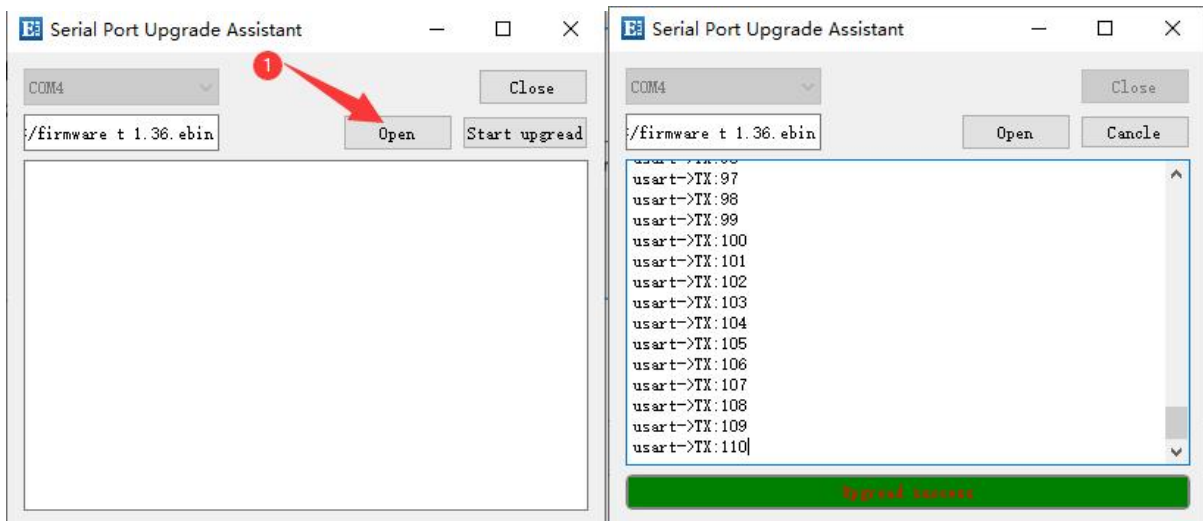 Serial Port Upgrade Assistant
1
COM4
Close
:/firmware t 1.36.ebin
Open
Start upgread
Serial Port Upgrade Assistant
COM4
Close
:/firmware t 1.36.ebin
Open
Cancle
usart->TX:97
usart->TX:98
usart->TX:99
usart->TX:100
usart->TX:101
usart->TX:102
usart->TX:103
usart->TX:104
usart->TX:105
usart->TX:106
usart->TX:107
usart->TX:108
usart->TX:109
usart->TX:110
Upgread success